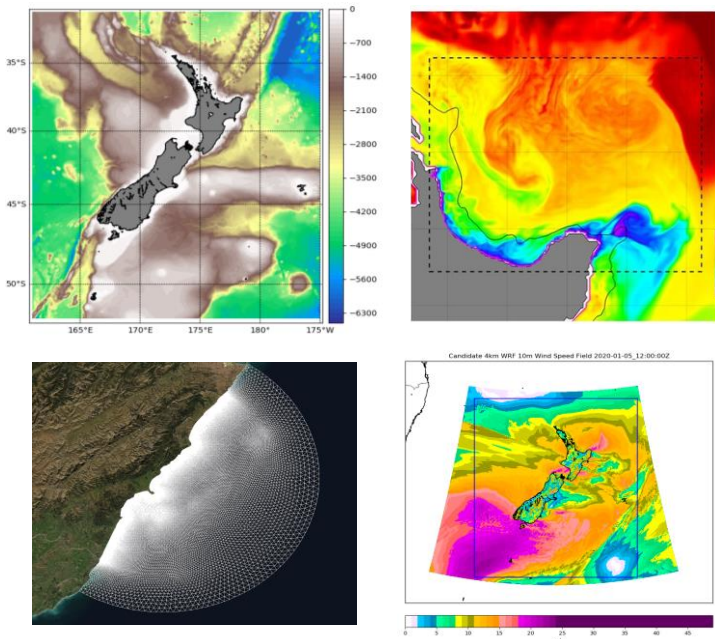 0
−700
−1400
−2100
−2800
−3500
−4200
−4900
−5600
−6300
35°S
40°S
45°S
50°S
165°E
170°E
175°E
180°
175°W
Candidate 4km WRF 10m Wind Speed Field 2020-01-05_12:00:00Z
0 5 10 15 20 25 30 35 40 45